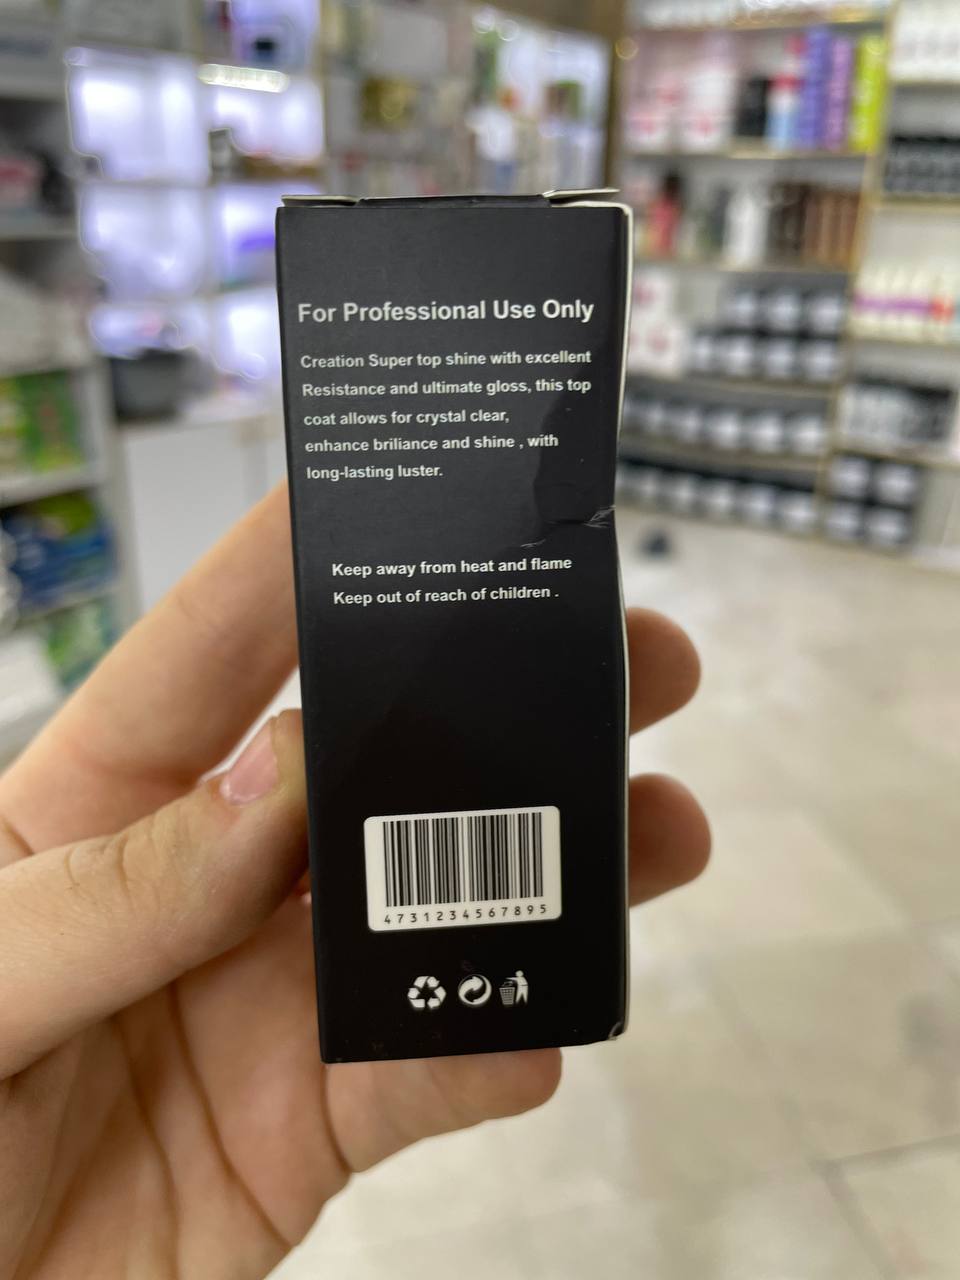 For Professional Use Only
Creation Super top shine with excellent
Resistance and ultimate gloss, this top
coat allows for crystal clear,
enhance briliance and shine , with
long-lasting luster.
Keep away from heat and flame
Keep out of reach of children .
4731234567895